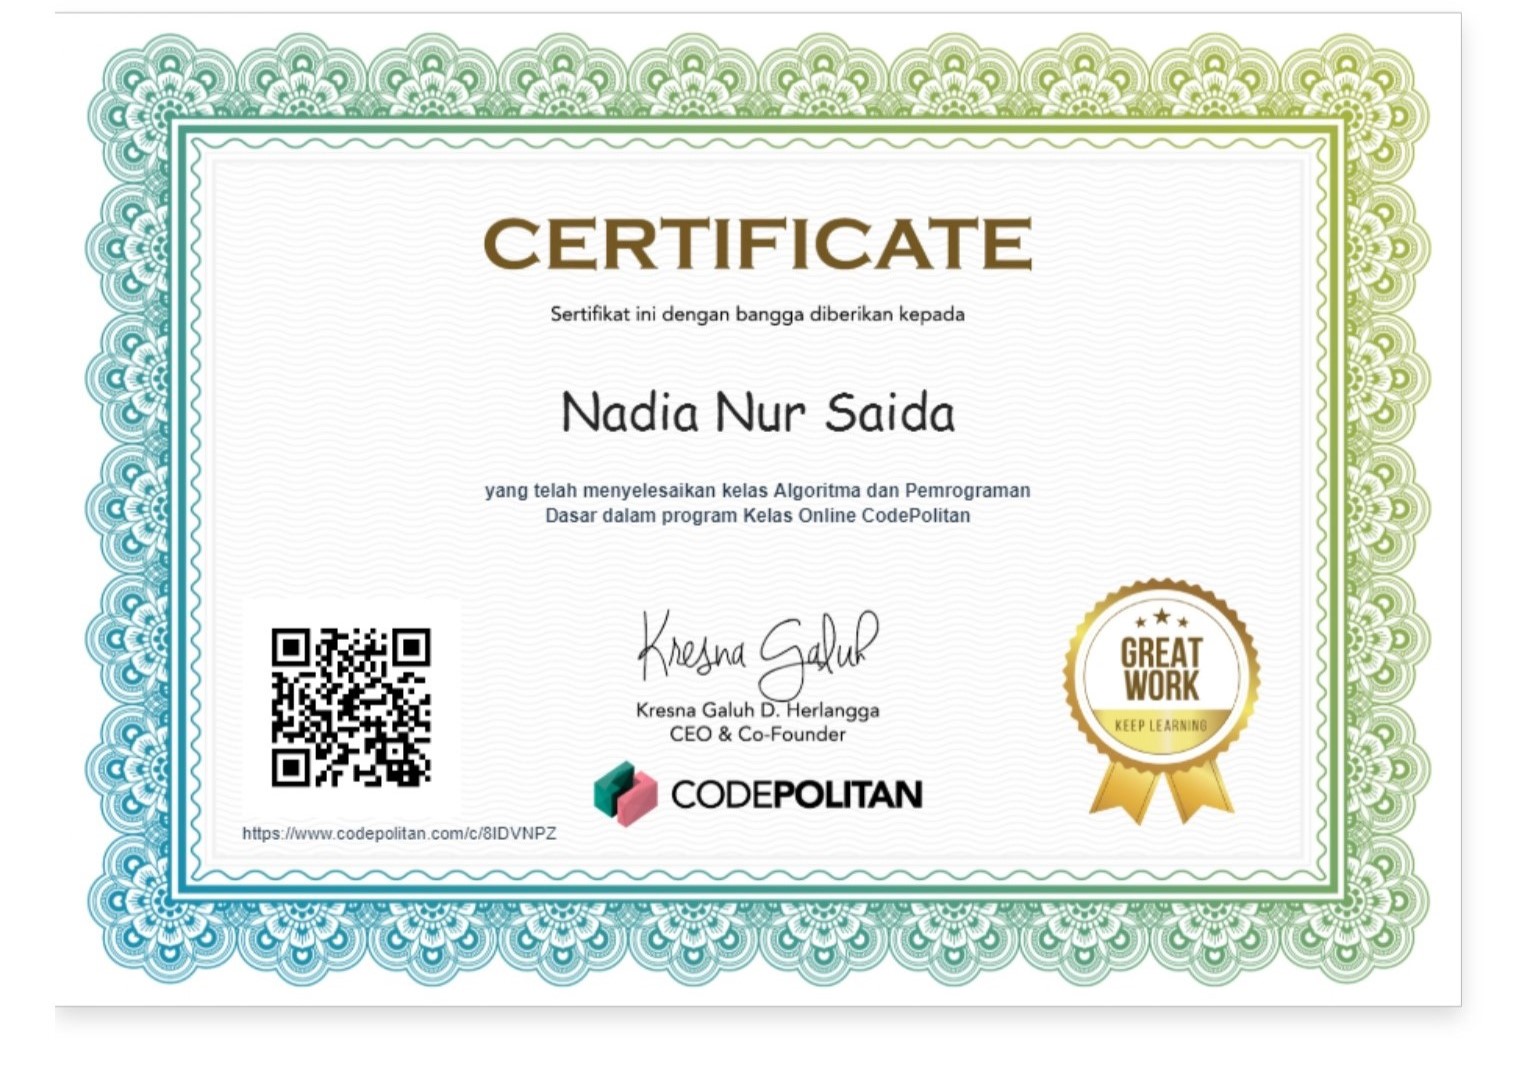 CERTIFICATE
Sertifikat ini dengan bangga diberikan kepada
Nadia Nur Saida
yang telah menyelesaikan kelas Algoritma dan Pemrograman
Dasar dalam program Kelas Online CodePolitan
Kresna Galuh
Kresna Galuh D. Herlangga
CEO & Co-Founder
CODEPOLITAN
https://www.codepolitan.com/c/8IDVNPZ
GREAT
WORK
KEEP LEARNING